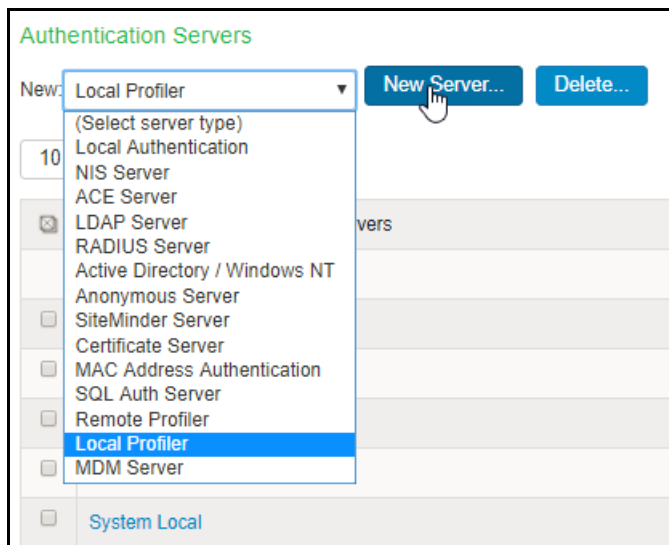 Authentication Servers
New: Local Profiler New Server... Delete...
(Select server type)
Local Authentication
10
NIS Server
ACE Server
LDAP Server
vers
RADIUS Server
Active Directory / Windows NT
Anonymous Server
SiteMinder Server
Certificate Server
MAC Address Authentication
SQL Auth Server
Remote Profiler
Local Profiler
MDM Server
System Local